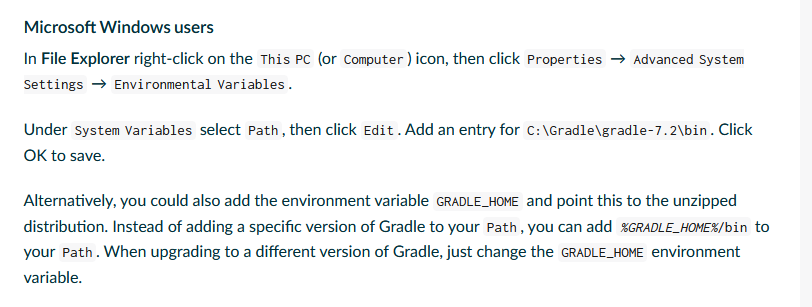 Microsoft Windows users
In File Explorer right-click on the This PC (or Computer) icon, then click Properties → Advanced System
Settings → Environmental Variables.
Under System Variables select Path, then click Edit. Add an entry for C:\Gradle\gradle-7.2\bin. Click
OK to save.
Alternatively, you could also add the environment variable GRADLE_HOME and point this to the unzipped
distribution. Instead of adding a specific version of Gradle to your Path, you can add %GRADLE_HOME%/bin to
your Path. When upgrading to a different version of Gradle, just change the GRADLE_HOME environment
variable.